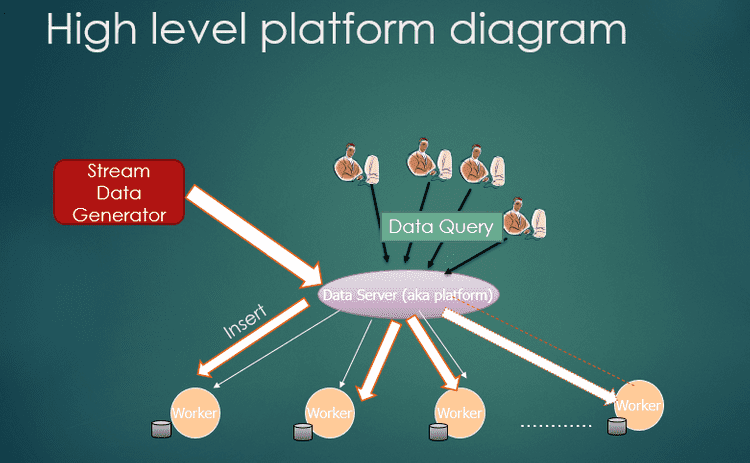 High level platform diagram
Stream
Data
Generator
Data Query
Data Server (aka platform)
Insert
Worker
Worker
Worker
Worker